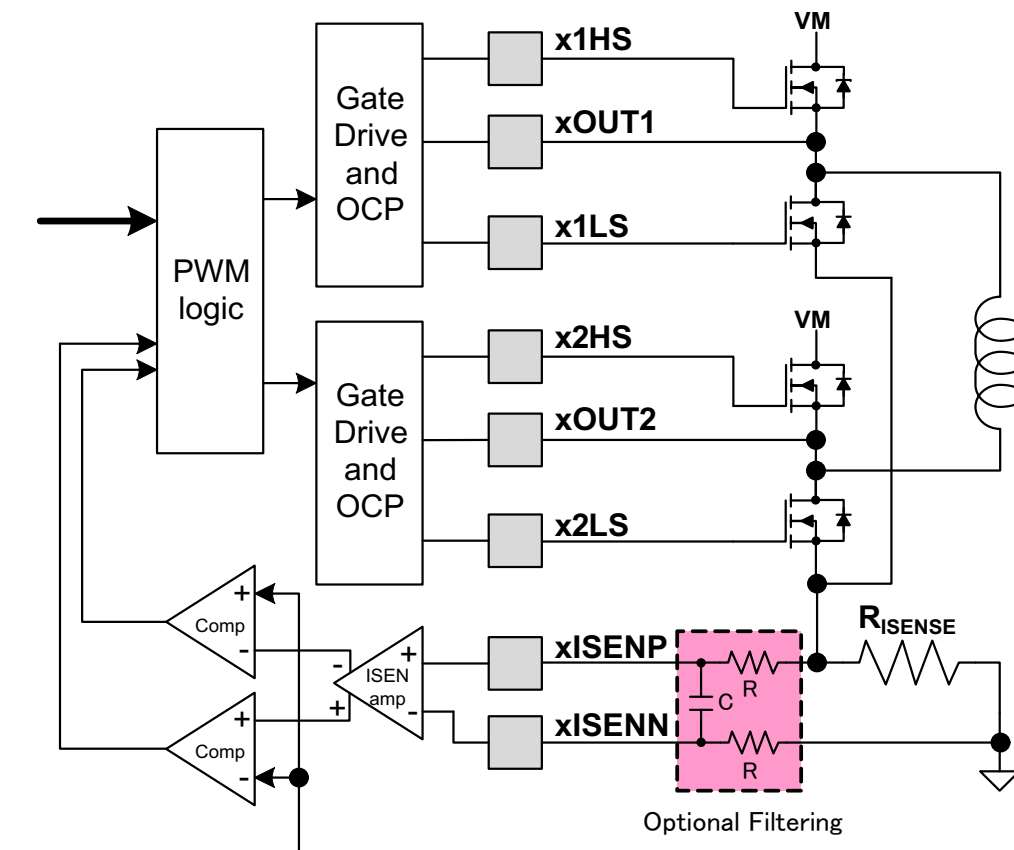 VM
x1HS
Gate
Drive
and
OCP
xOUT1
x1LS
PWM
logic
VM
x2HS
Gate
Drive
and
OCP
xOUT2
x2LS
+
Comp
-
-
ISEN
amp
+
+
-
xISENP
RISENSE
R
C
xISENN
R
+
Comp
-
Optional Filtering